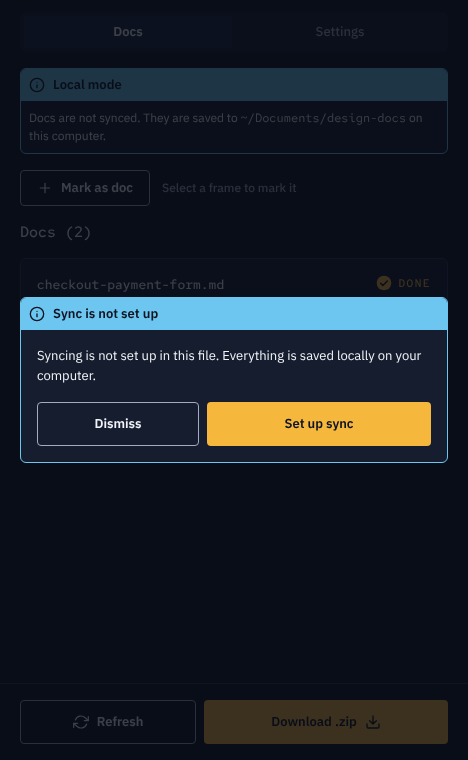 Docs
Settings
Local mode
Docs are not synced. They are saved to ~/Documents/design-docs on
this computer.
Mark as doc
Select a frame to mark it
Docs (2)
checkout-payment-form.md
DONE
Sync is not set up
Syncing is not set up in this file. Everything is saved locally on your
computer.
Dismiss
Set up sync
Refresh
Download .zip